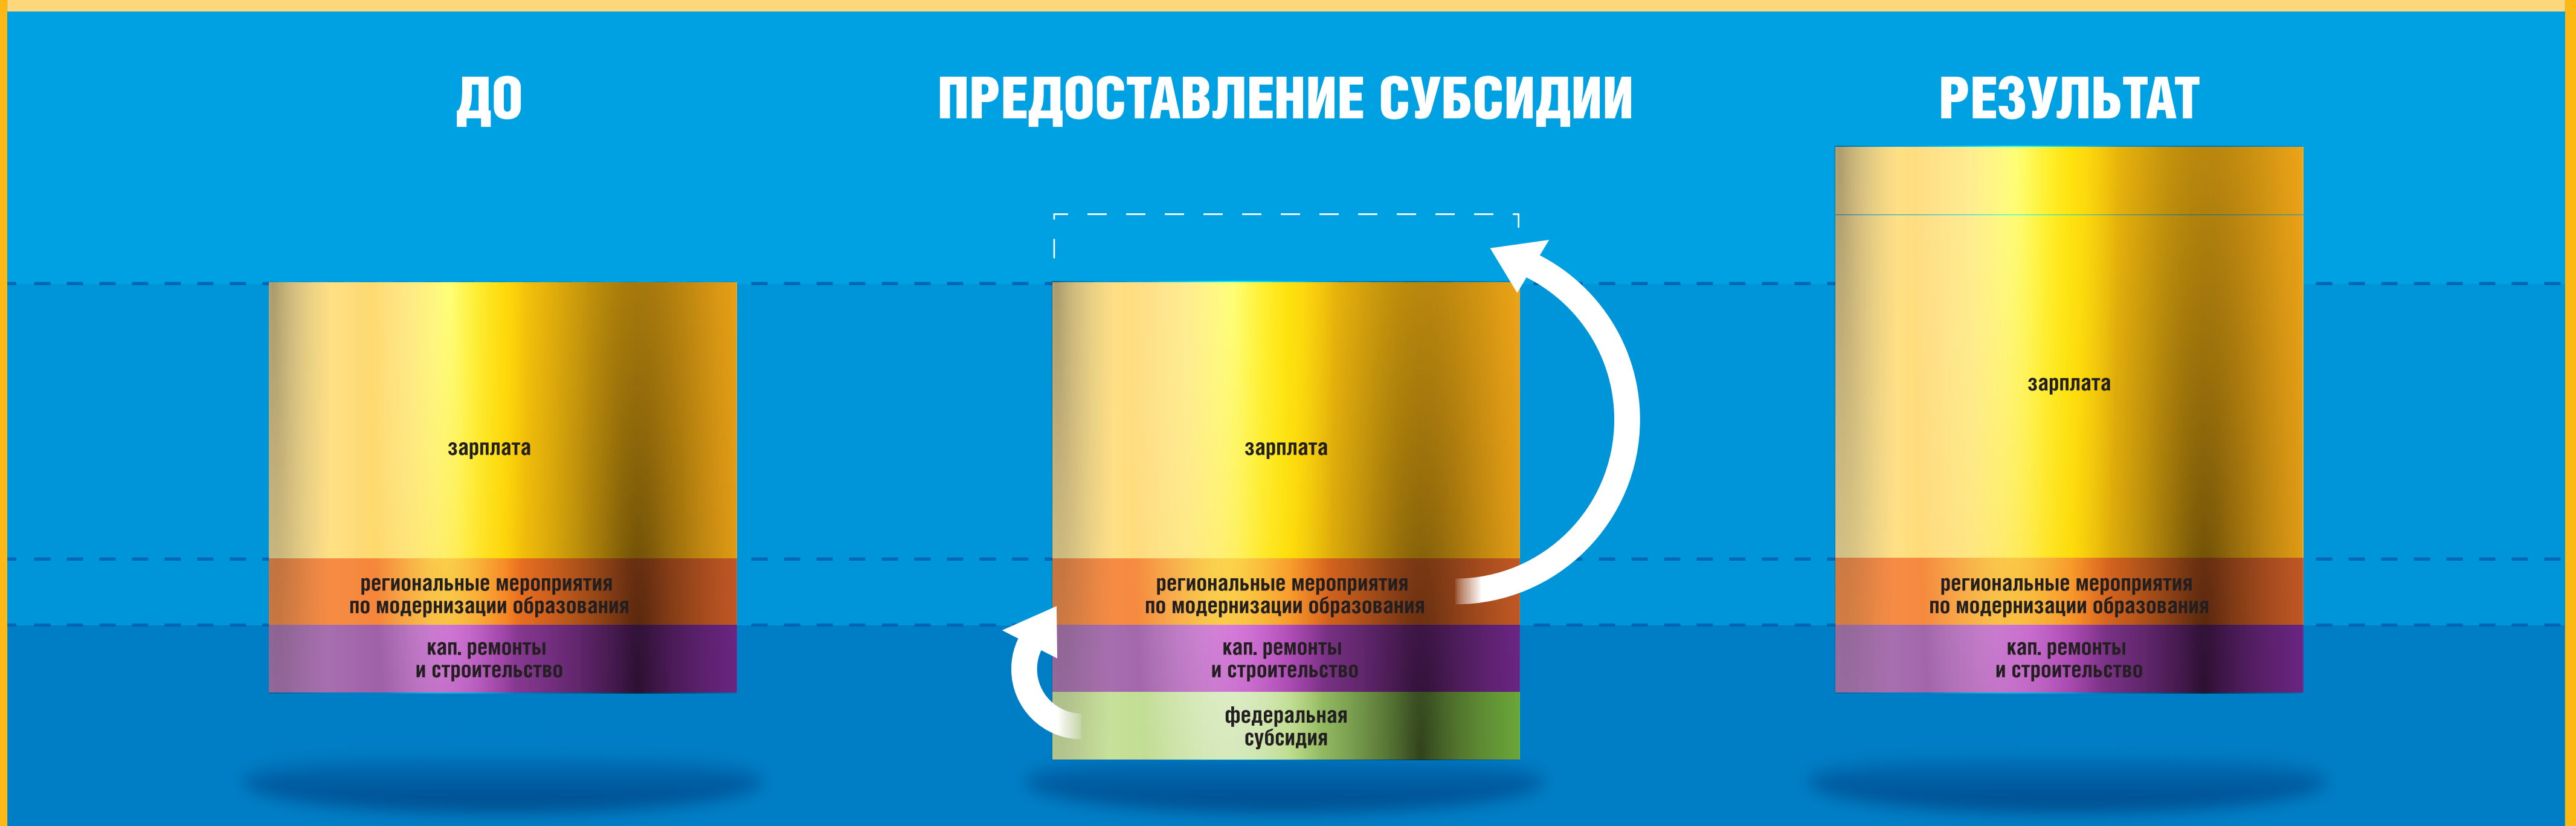 ДО
зарплата
региональные мероприятия
по модернизации образования
кап. ремонты
и строительство
ПРЕДОСТАВЛЕНИЕ СУБСИДИИ
зарплата
региональные мероприятия
по модернизации образования
кап. ремонты
и строительство
федеральная
субсидия
РЕЗУЛЬТАТ
зарплата
региональные мероприятия
по модернизации образования
кап. ремонты
и строительство